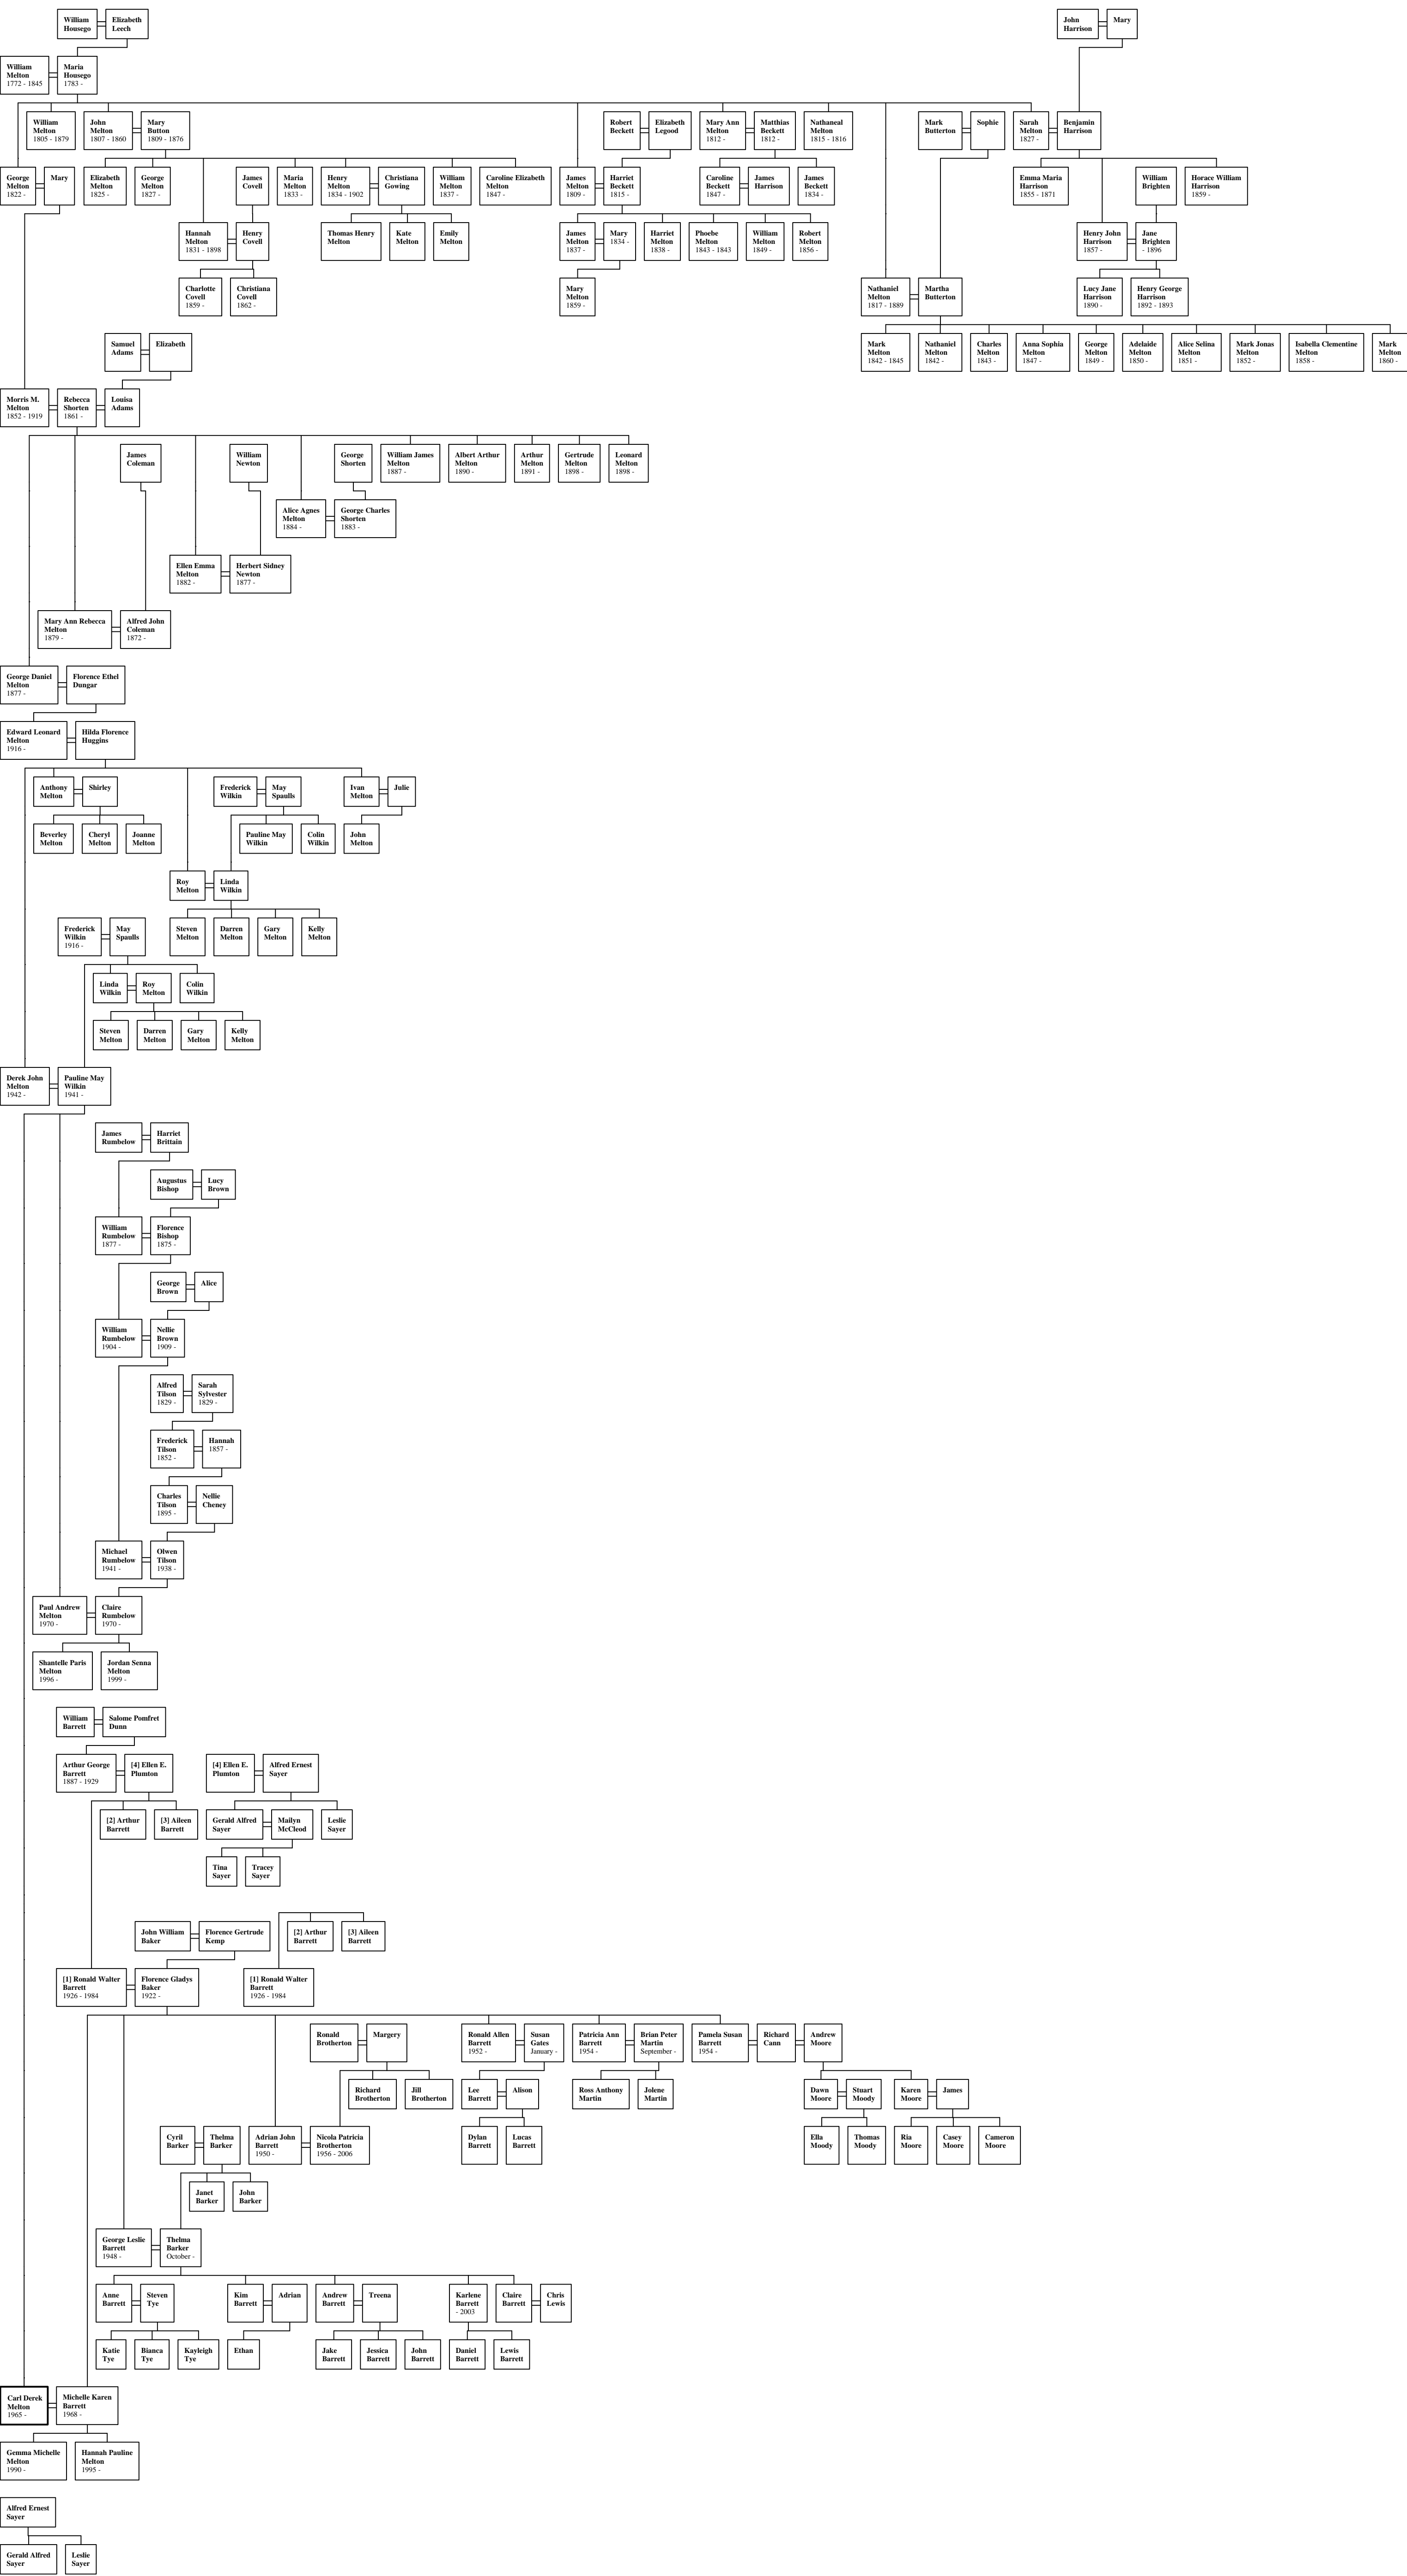 William
Housego
Elizabeth
Leech
John
Harrison
Mary
William
Melton
1772 - 1845
Maria
Housego
1783 -
William
Melton
1805 - 1879
John
Melton
1807 - 1860
Mary
Button
1809 - 1876
Robert
Beckett
Elizabeth
Legood
Mary Ann
Melton
1812 -
Matthias
Beckett
1812 -
Nathaneal
Melton
1815 - 1816
Mark
Butterton
Sophie
Sarah
Melton
1827 -
Benjamin
Harrison
George
Melton
1822 -
Mary
Elizabeth
Melton
1825 -
George
Melton
1827 -
James
Covell
Maria
Melton
1833 -
Henry
Melton
1834 - 1902
Christiana
Gowing
William
Melton
1837 -
Caroline Elizabeth
Melton
1847 -
James
Melton
1809 -
Harriet
Beckett
1815 -
Caroline
Beckett
1847 -
James
Harrison
James
Beckett
1834 -
Emma Maria
Harrison
1855 - 1871
William
Brighten
Horace William
Harrison
1859 -
Hannah
Melton
1831 - 1898
Henry
Covell
Thomas Henry
Melton
Kate
Melton
Emily
Melton
James
Melton
1837 -
Mary
1834 -
Harriet
Melton
1838 -
Phoebe
Melton
1843 - 1843
William
Melton
1849 -
Robert
Melton
1856 -
Henry John
Harrison
1857 -
Jane
Brighten
- 1896
Charlotte
Covell
1859 -
Christiana
Covell
1862 -
Mary
Melton
1859 -
Nathaniel
Melton
1817 - 1889
Martha
Butterton
Lucy Jane
Harrison
1890 -
Henry George
Harrison
1892 - 1893
Samuel
Adams
Elizabeth
Mark
Melton
1842 - 1845
Nathaniel
Melton
1842 -
Charles
Melton
1843 -
Anna Sophia
Melton
1847 -
George
Melton
1849 -
Adelaide
Melton
1850 -
Alice Selina
Melton
1851 -
Mark Jonas
Melton
1852 -
Isabella Clementine
Melton
1858 -
Mark
Melton
1860 -
Morris M.
Melton
1852 - 1919
Rebecca
Shorten
1861 -
Louisa
Adams
James
Coleman
William
Newton
George
Shorten
William James
Melton
1887 -
Albert Arthur
Melton
1890 -
Arthur
Melton
1891 -
Gertrude
Melton
1898 -
Leonard
Melton
1898 -
Alice Agnes
Melton
1884 -
George Charles
Shorten
1883 -
Ellen Emma
Melton
1882 -
Herbert Sidney
Newton
1877 -
Mary Ann Rebecca
Melton
1879 -
Alfred John
Coleman
1872 -
George Daniel
Melton
1877 -
Florence Ethel
Dungar
Edward Leonard
Melton
1916 -
Hilda Florence
Huggins
Anthony
Melton
Shirley
Frederick
Wilkin
May
Spaulls
Ivan
Melton
Julie
Beverley
Melton
Cheryl
Melton
Joanne
Melton
Pauline May
Wilkin
Colin
Wilkin
John
Melton
Roy
Melton
Linda
Wilkin
Frederick
Wilkin
1916 -
May
Spaulls
Steven
Melton
Darren
Melton
Gary
Melton
Kelly
Melton
Linda
Wilkin
Roy
Melton
Colin
Wilkin
Steven
Melton
Darren
Melton
Gary
Melton
Kelly
Melton
Derek John
Melton
1942 -
Pauline May
Wilkin
1941 -
James
Rumbelow
Harriet
Brittain
Augustus
Bishop
Lucy
Brown
William
Rumbelow
1877 -
Florence
Bishop
1875 -
George
Brown
Alice
William
Rumbelow
1904 -
Nellie
Brown
1909 -
Alfred
Tilson
1829 -
Sarah
Sylvester
1829 -
Frederick
Tilson
1852 -
Hannah
1857 -
Charles
Tilson
1895 -
Nellie
Cheney
Michael
Rumbelow
1941 -
Olwen
Tilson
1938 -
Paul Andrew
Melton
1970 -
Claire
Rumbelow
1970 -
Shantelle Paris
Melton
1996 -
Jordan Senna
Melton
1999 -
William
Barrett
Salome Pomfret
Dunn
Arthur George
Barrett
1887 - 1929
[4] Ellen E.
Plumton
[4] Ellen E.
Plumton
Alfred Ernest
Sayer
[2] Arthur
Barrett
[3] Aileen
Barrett
Gerald Alfred
Sayer
Mailyn
McCleod
Leslie
Sayer
Tina
Sayer
Tracey
Sayer
John William
Baker
Florence Gertrude
Kemp
[2] Arthur
Barrett
[3] Aileen
Barrett
[1] Ronald Walter
Barrett
1926 - 1984
Florence Gladys
Baker
1922 -
[1] Ronald Walter
Barrett
1926 - 1984
Ronald
Brotherton
Margery
Ronald Allen
Barrett
1952 -
Susan
Gates
January -
Patricia Ann
Barrett
1954 -
Brian Peter
Martin
September -
Pamela Susan
Barrett
1954 -
Richard
Cann
Andrew
Moore
Richard
Brotherton
Jill
Brotherton
Lee
Barrett
Alison
Ross Anthony
Martin
Jolene
Martin
Dawn
Moore
Stuart
Moody
Karen
Moore
James
Cyril
Barker
Thelma
Barker
Adrian John
Barrett
1950 -
Nicola Patricia
Brotherton
1956 - 2006
Dylan
Barrett
Lucas
Barrett
Ella
Moody
Thomas
Moody
Ria
Moore
Casey
Moore
Cameron
Moore
Janet
Barker
John
Barker
George Leslie
Barrett
1948 -
Thelma
Barker
October -
Anne
Barrett
Steven
Tye
Kim
Barrett
Adrian
Andrew
Barrett
Treena
Karlene
Barrett
- 2003
Claire
Barrett
Chris
Lewis
Katie
Tye
Bianca
Tye
Kayleigh
Tye
Ethan
Jake
Barrett
Jessica
Barrett
John
Barrett
Daniel
Barrett
Lewis
Barrett
Carl Derek
Melton
1965 -
Michelle Karen
Barrett
1968 -
Gemma Michelle
Melton
1990 -
Hannah Pauline
Melton
1995 -
Alfred Ernest
Sayer
Gerald Alfred
Sayer
Leslie
Sayer